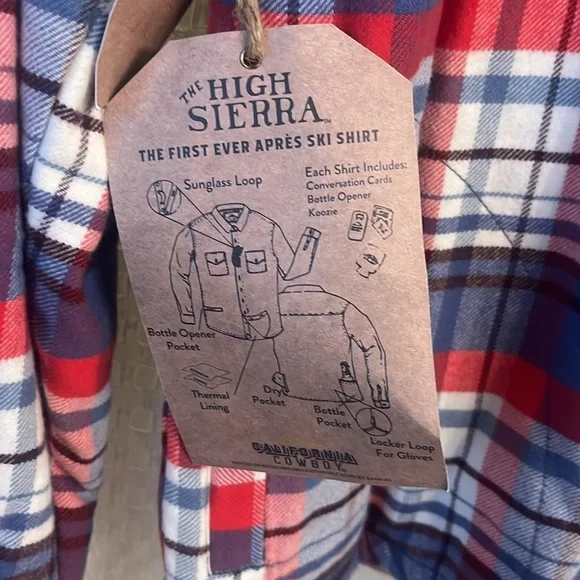 THE HIGH
SIERRA™
THE FIRST EVER APRÈS SKI SHIRT
Sunglass Loop
Each Shirt Includes:
Conversation Cards
Bottle Opener
Koozie
Bottle Opener
Pocket
Thermal
Lining
Dry
Pocket
Bottle
Pocket
Locker Loop
For Gloves
CALIFORNIA
COWBOY